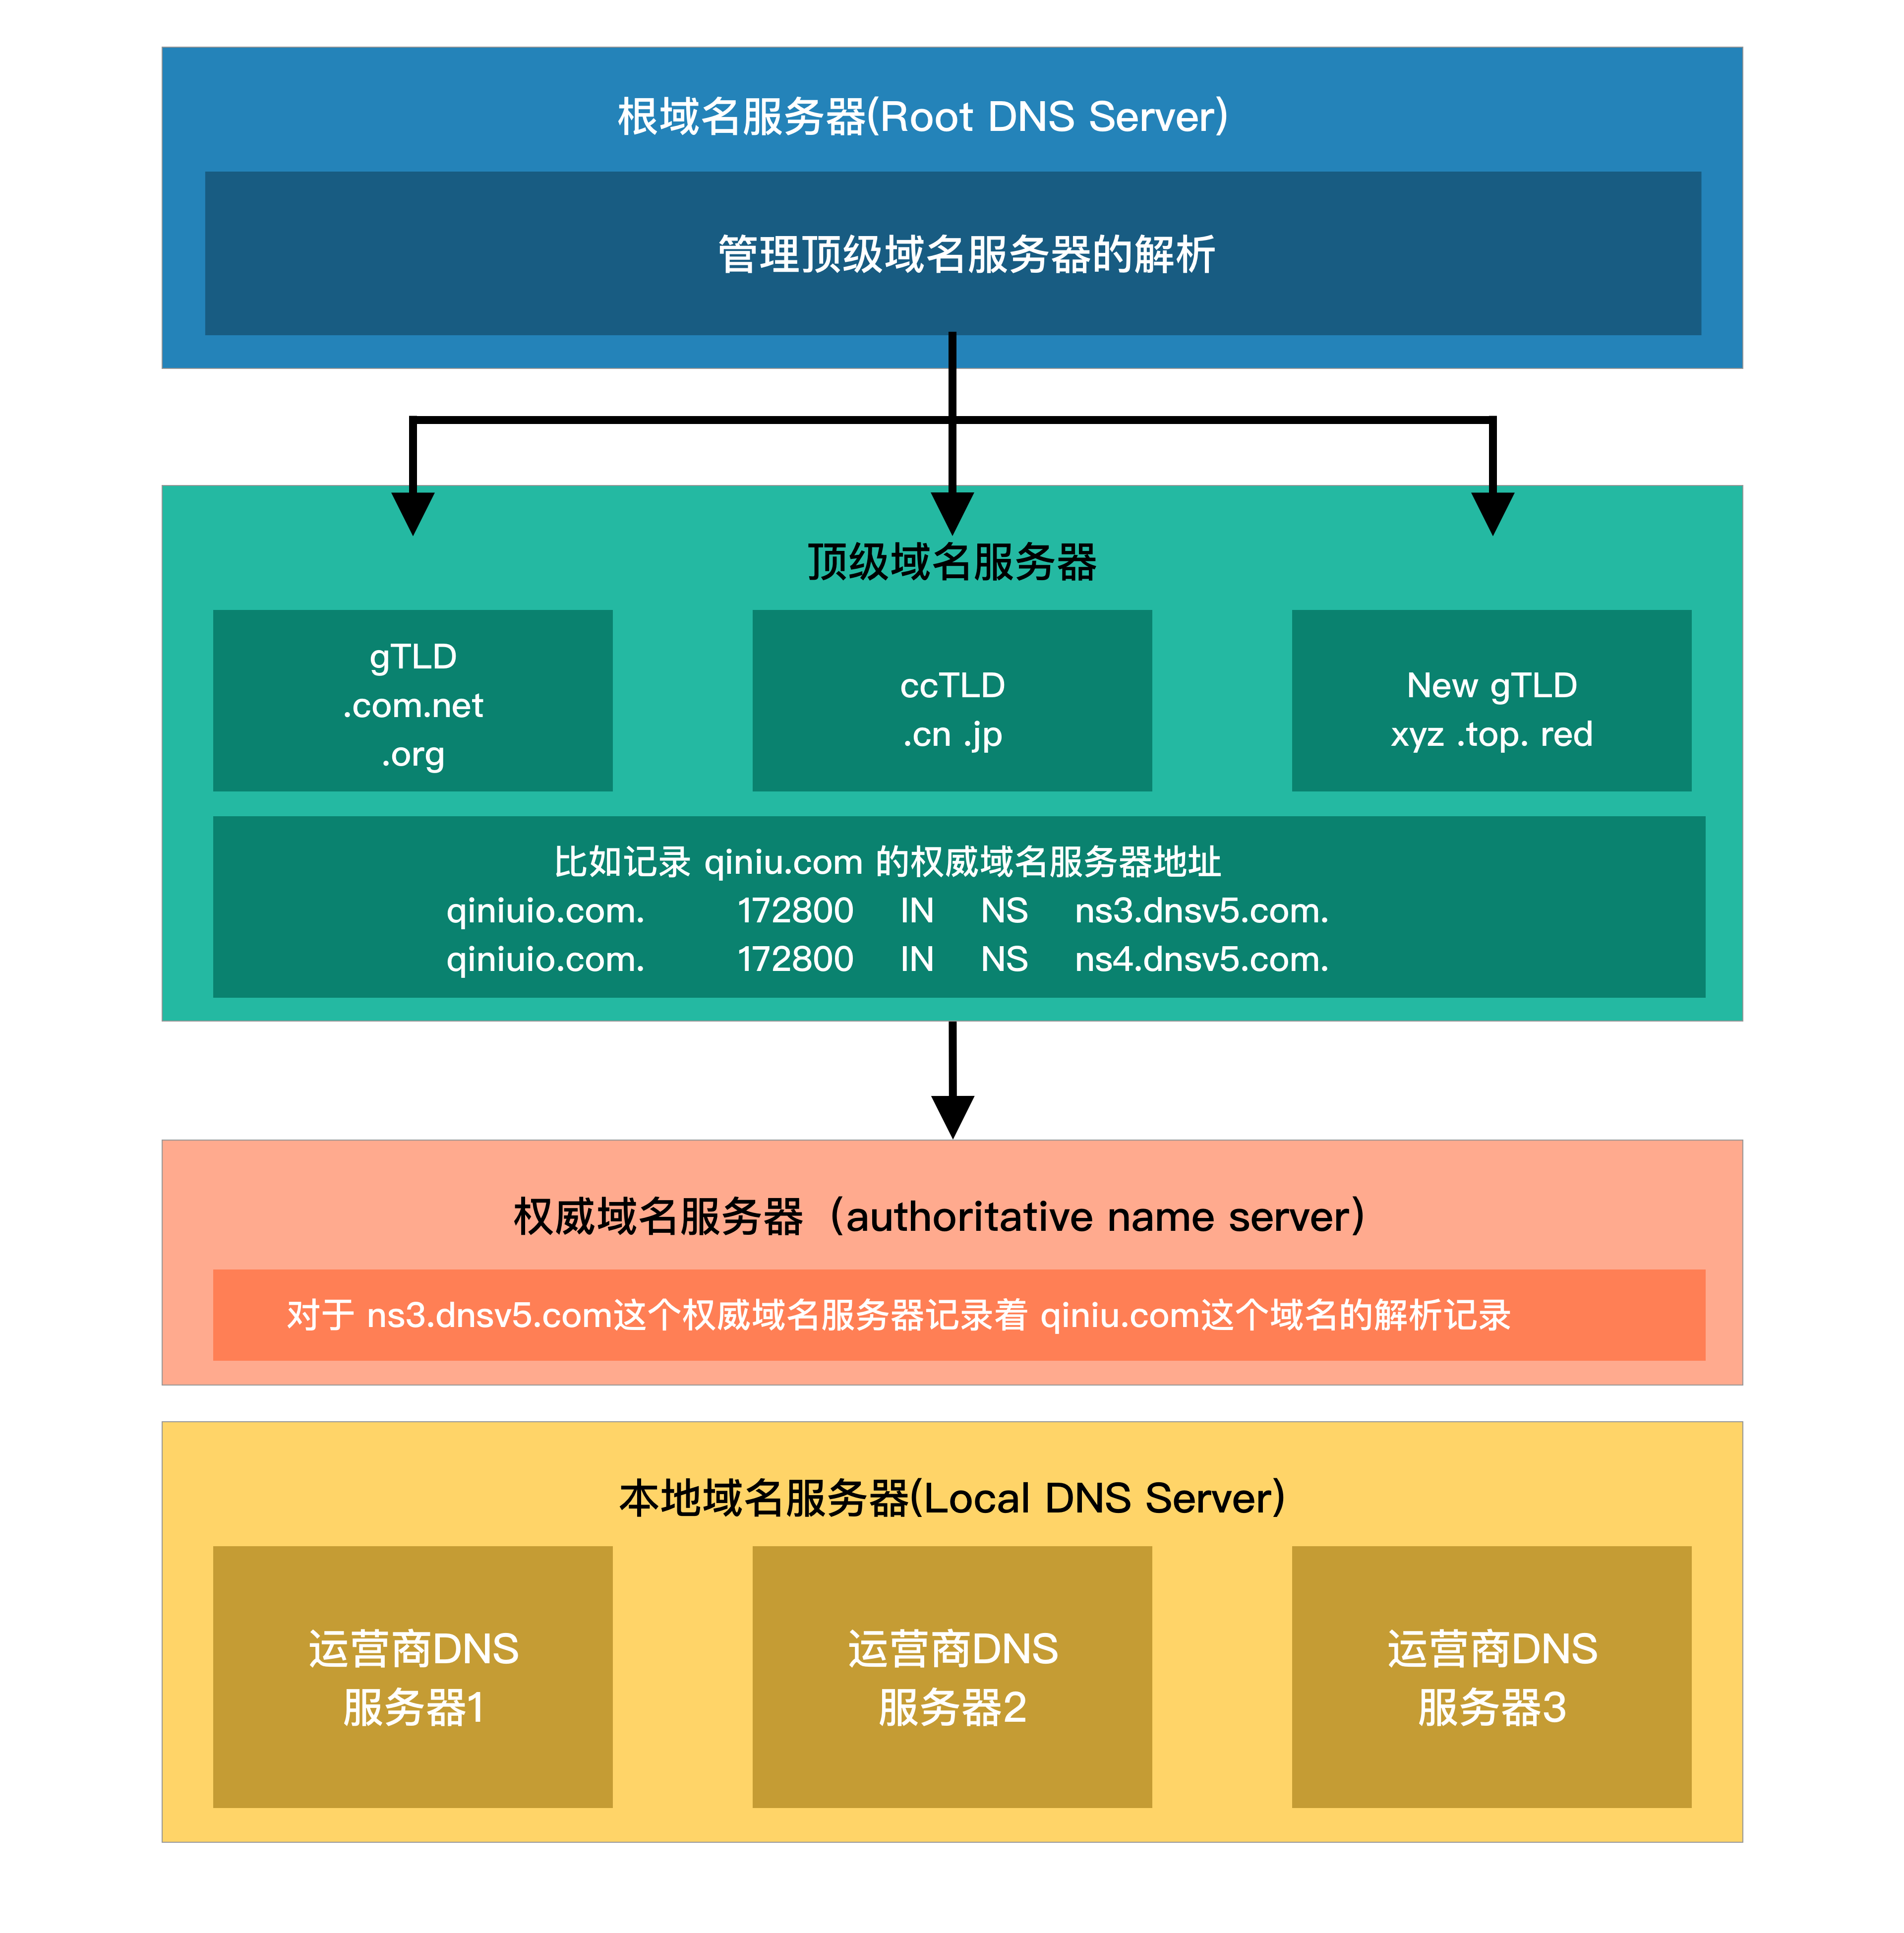 根域名服务器(Root DNS Server)
管理顶级域名服务器的解析
顶级域名服务器
gTLD
.com.net
.org
ccTLD
.cn .jp
New gTLD
xyz .top. red
比如记录 qiniu.com 的权威域名服务器地址
qiniuio.com. 172800 IN NS ns3.dnsv5.com.
qiniuio.com. 172800 IN NS ns4.dnsv5.com.
权威域名服务器（authoritative name server）
对于 ns3.dnsv5.com这个权威域名服务器记录着 qiniu.com这个域名的解析记录
本地域名服务器(Local DNS Server)
运营商DNS
服务器1
运营商DNS
服务器2
运营商DNS
服务器3